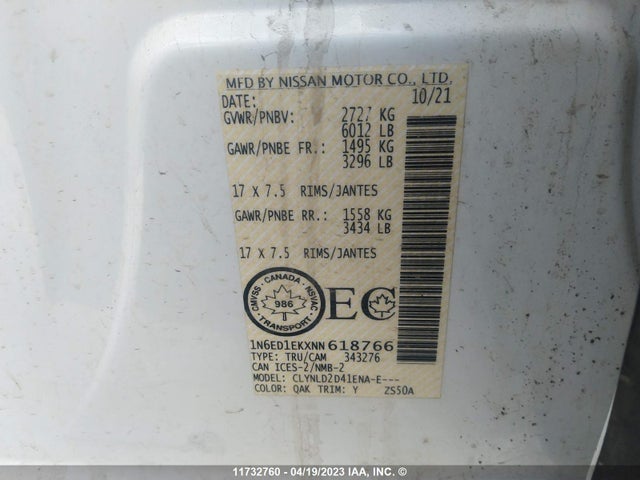 MFD BY NISSAN MOTOR CO., LTD.
DATE: 10/21
GVWR/PNBV: 2727 KG
6012 LB
GAWR/PNBE FR.: 1495 KG
3296 LB
17 X 7.5 RIMS/JANTES
GAWR/PNBE RR.: 1558 KG
3434 LB
17 X 7.5 RIMS/JANTES
CANADA
CMVSS NSVAC
986
TRANSPORT
EC
1N6ED1EKXNN618766
TYPE: TRU/CAM 343276
CAN ICES-2/NMB-2
MODEL: CLYNLD2D41ENA-E---
COLOR: QAK TRIM: Y ZS50A
11732760 - 04/19/2023 IAA, INC. ©